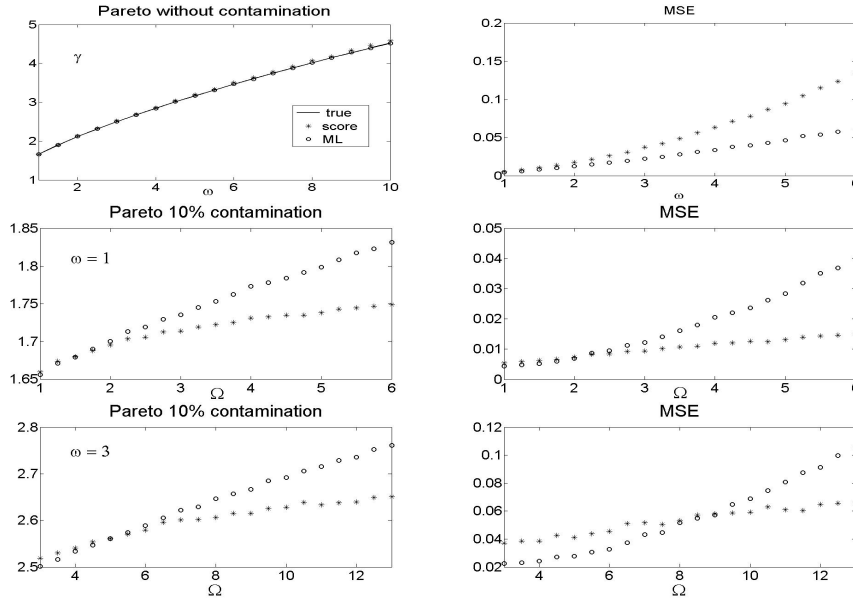 Pareto without contamination
5
4
3
2
1
γ
true
score
ML
2 4 6 8 10
ω
MSE
0.2
0.15
0.1
0.05
0
1 2 3 4 5 6
ω
Pareto 10% contamination
1.85
1.8
1.75
1.7
1.65
ω = 1
1 2 3 4 5 6
Ω
MSE
0.05
0.04
0.03
0.02
0.01
0
1 2 3 4 5
Ω
Pareto 10% contamination
2.8
2.7
2.6
2.5
ω = 3
4 6 8 10 12
Ω
MSE
0.12
0.1
0.08
0.06
0.04
0.02
4 6 8 10 12
Ω